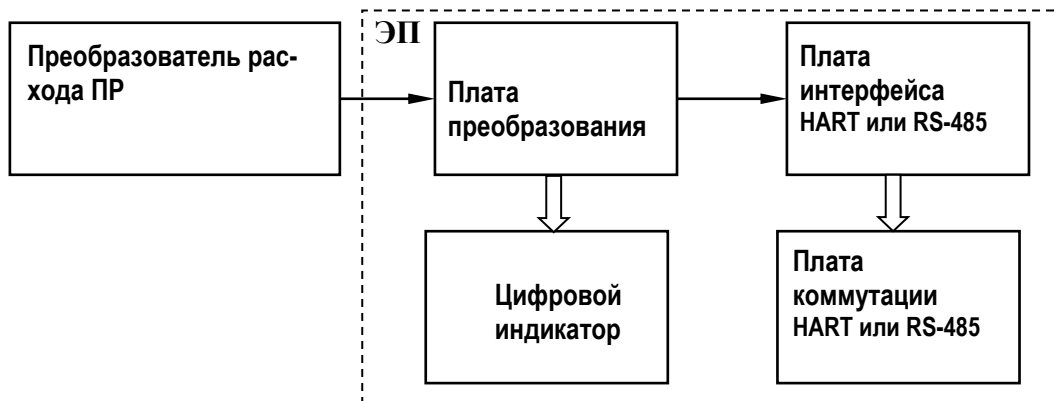 Преобразователь рас-
хода ПР
ЭП
Плата
преобразования
Плата
интерфейса
HART или RS-485
Цифровой
индикатор
Плата
коммутации
HART или RS-485